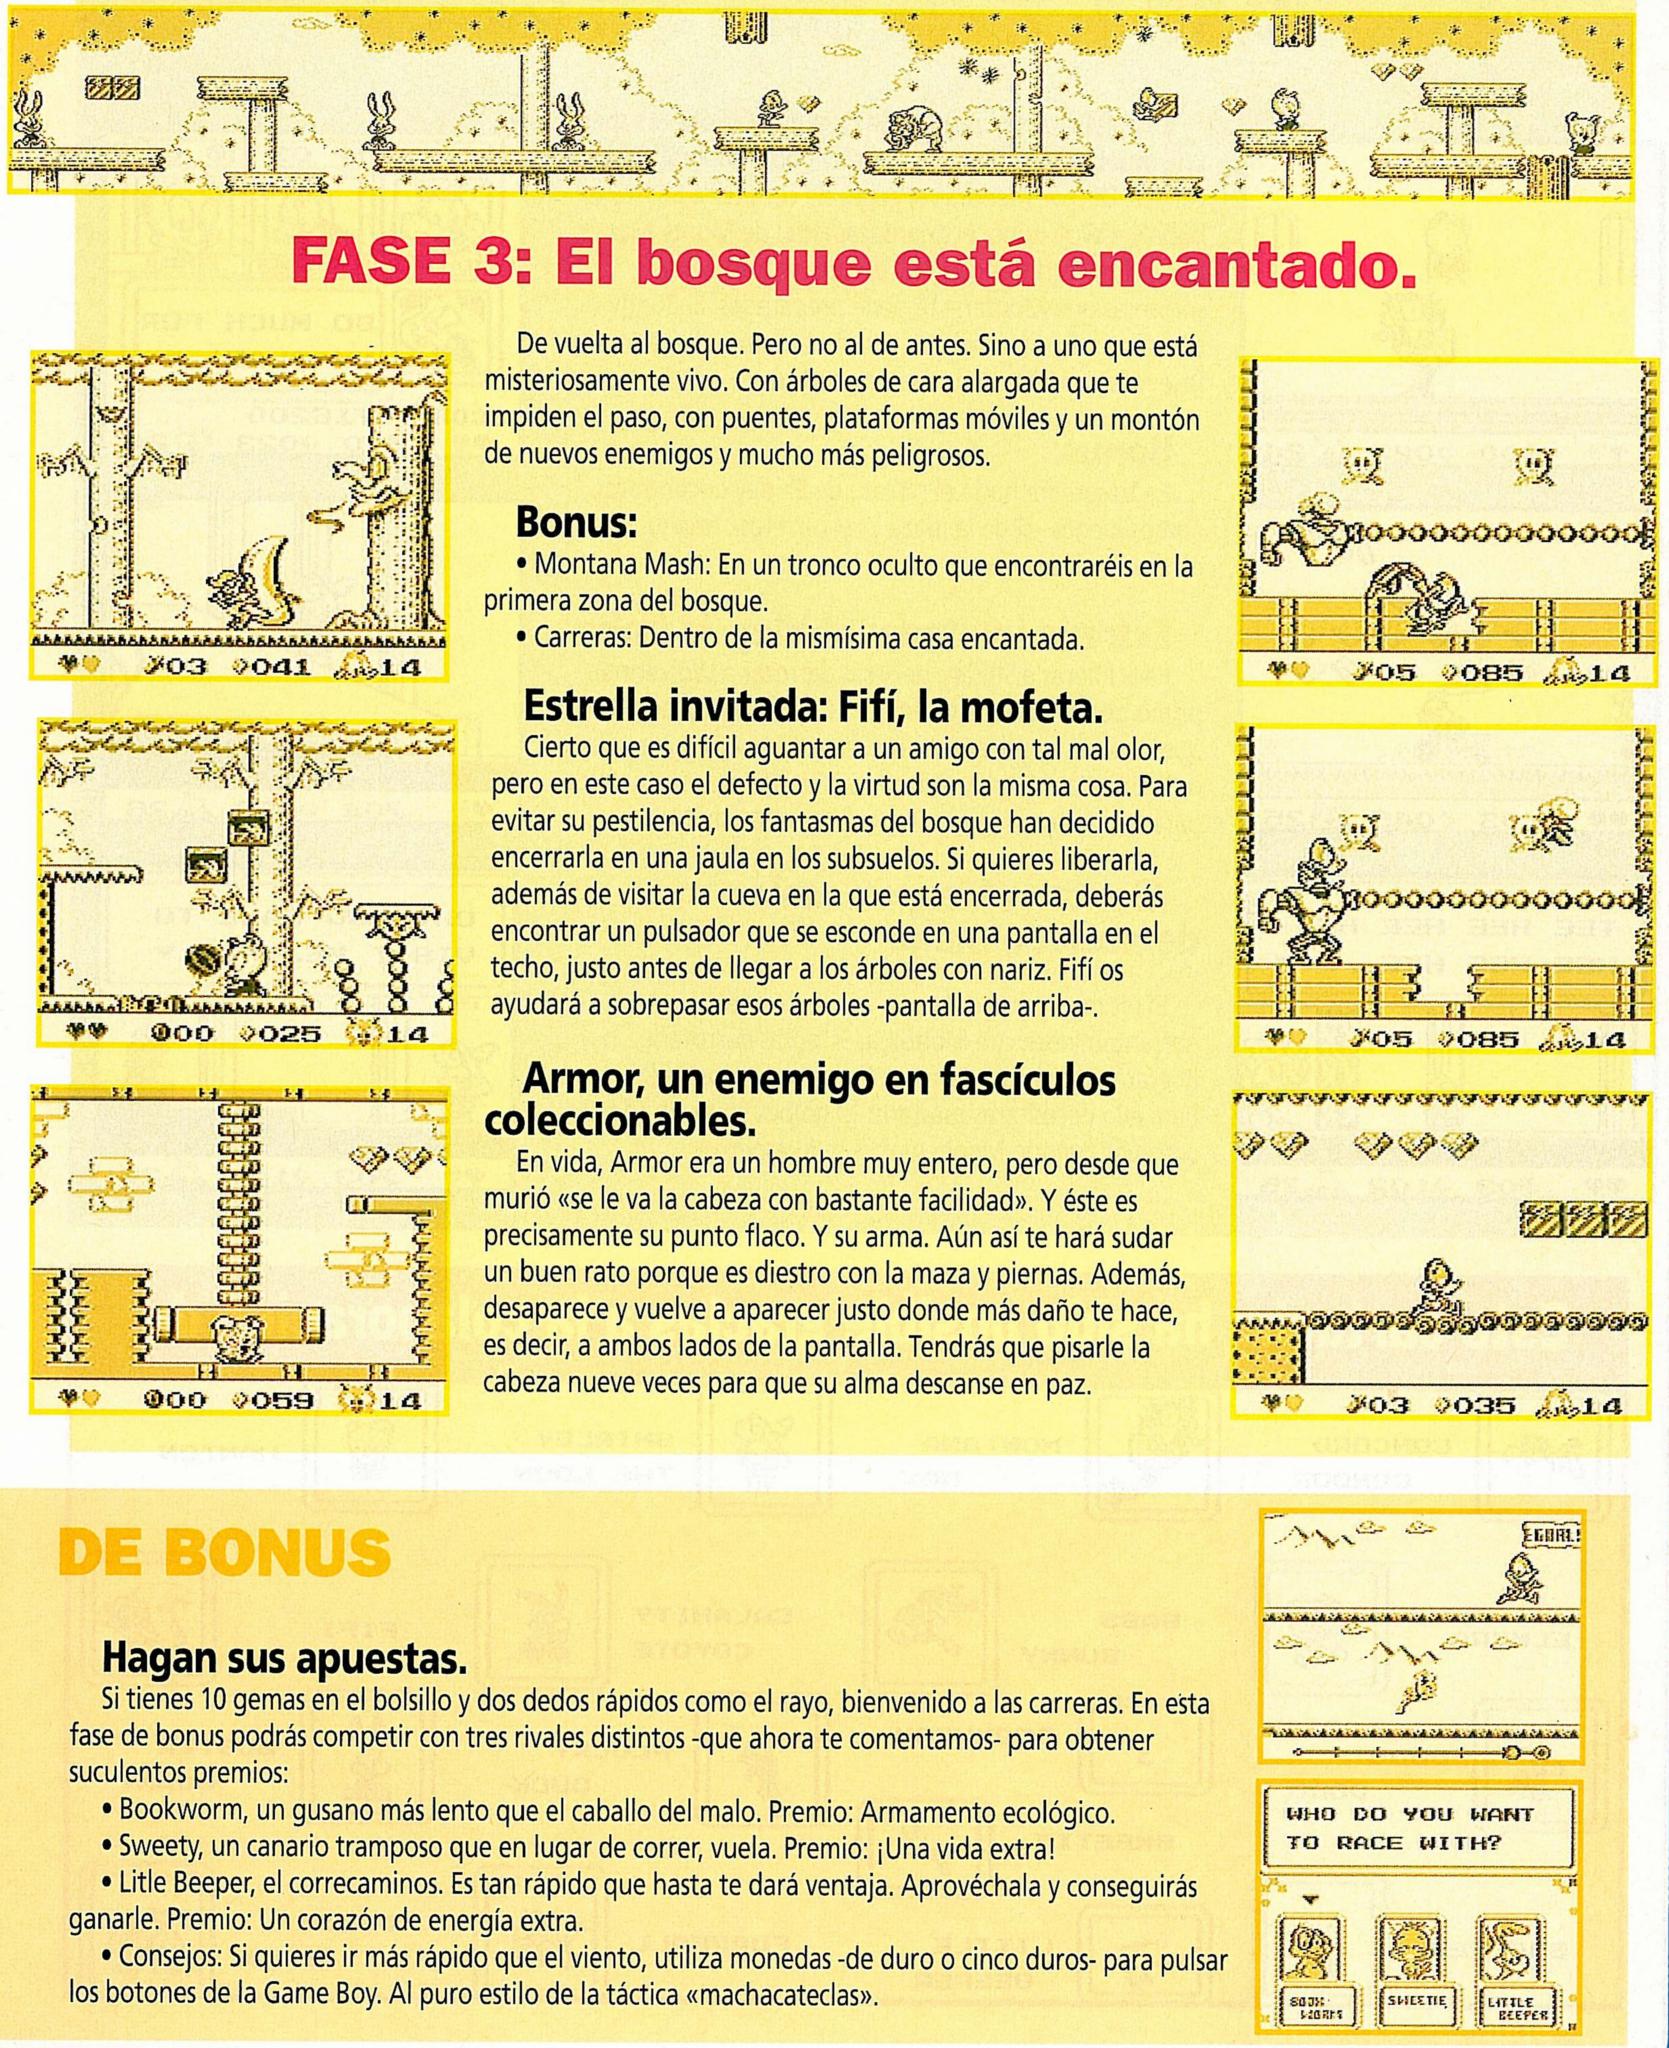 FASE 3: El bosque está encantado.
De vuelta al bosque. Pero no al de antes. Sino a uno que está
misteriosamente vivo. Con árboles de cara alargada que te
impiden el paso, con puentes, plataformas móviles y un montón
de nuevos enemigos y mucho más peligrosos.
Bonus:
• Montana Mash: En un tronco oculto que encontraréis en la
primera zona del bosque.
• Carreras: Dentro de la mismísima casa encantada.
Estrella invitada: Fifí, la mofeta.
Cierto que es difícil aguantar a un amigo con tal mal olor,
pero en este caso el defecto y la virtud son la misma cosa. Para
evitar su pestilencia, los fantasmas del bosque han decidido
encerrarla en una jaula en los subsuelos. Si quieres liberarla,
además de visitar la cueva en la que está encerrada, deberás
encontrar un pulsador que se esconde en una pantalla en el
techo, justo antes de llegar a los árboles con nariz. Fifí os
ayudará a sobrepasar esos árboles -pantalla de arriba-.
Armor, un enemigo en fascículos
coleccionables.
En vida, Armor era un hombre muy entero, pero desde que
murió «se le va la cabeza con bastante facilidad». Y éste es
precisamente su punto flaco. Y su arma. Aún así te hará sudar
un buen rato porque es diestro con la maza y piernas. Además,
desaparece y vuelve a aparecer justo donde más daño te hace,
es decir, a ambos lados de la pantalla. Tendrás que pisarle la
cabeza nueve veces para que su alma descanse en paz.
03 041 14
00 025 14
00 059 14
05 085 14
05 085 14
03 035 14
DE BONUS
Hagan sus apuestas.
Si tienes 10 gemas en el bolsillo y dos dedos rápidos como el rayo, bienvenido a las carreras. En esta
fase de bonus podrás competir con tres rivales distintos -que ahora te comentamos- para obtener
suculentos premios:
• Bookworm, un gusano más lento que el caballo del malo. Premio: Armamento ecológico.
• Sweety, un canario tramposo que en lugar de correr, vuela. Premio: ¡Una vida extra!
• Litle Beeper, el correcaminos. Es tan rápido que hasta te dará ventaja. Aprovéchala y conseguirás
ganarle. Premio: Un corazón de energía extra.
• Consejos: Si quieres ir más rápido que el viento, utiliza monedas -de duro o cinco duros- para pulsar
los botones de la Game Boy. Al puro estilo de la táctica «machacateclas».
GOAL!
WHO DO YOU WANT
TO RACE WITH?
BOOK
WORM
SWEETIE
LITTLE
BEEPER